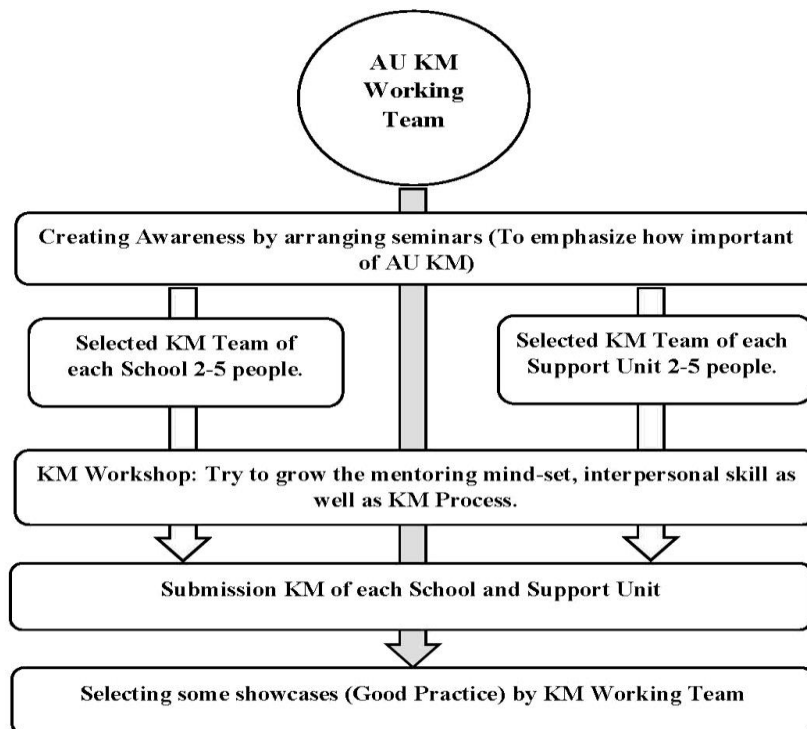 AU KM
Working
Team
Creating Awareness by arranging seminars (To emphasize how important
of AU KM)
Selected KM Team of
each School 2-5 people.
Selected KM Team of each
Support Unit 2-5 people.
KM Workshop: Try to grow the mentoring mind-set, interpersonal skill as
well as KM Process.
Submission KM of each School and Support Unit
Selecting some showcases (Good Practice) by KM Working Team